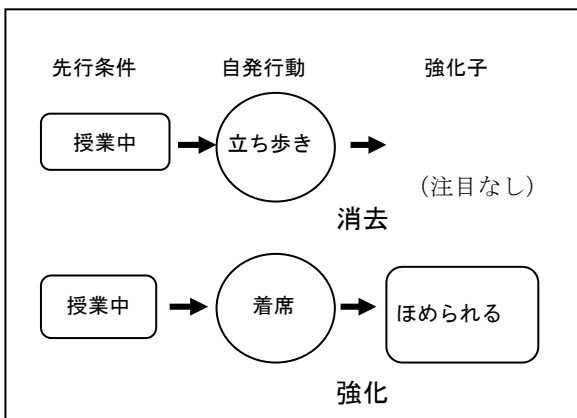 先行条件 自発行動 強化子
授業中 立ち歩き
(注目なし)
消去
授業中 着席 ほめられる
強化